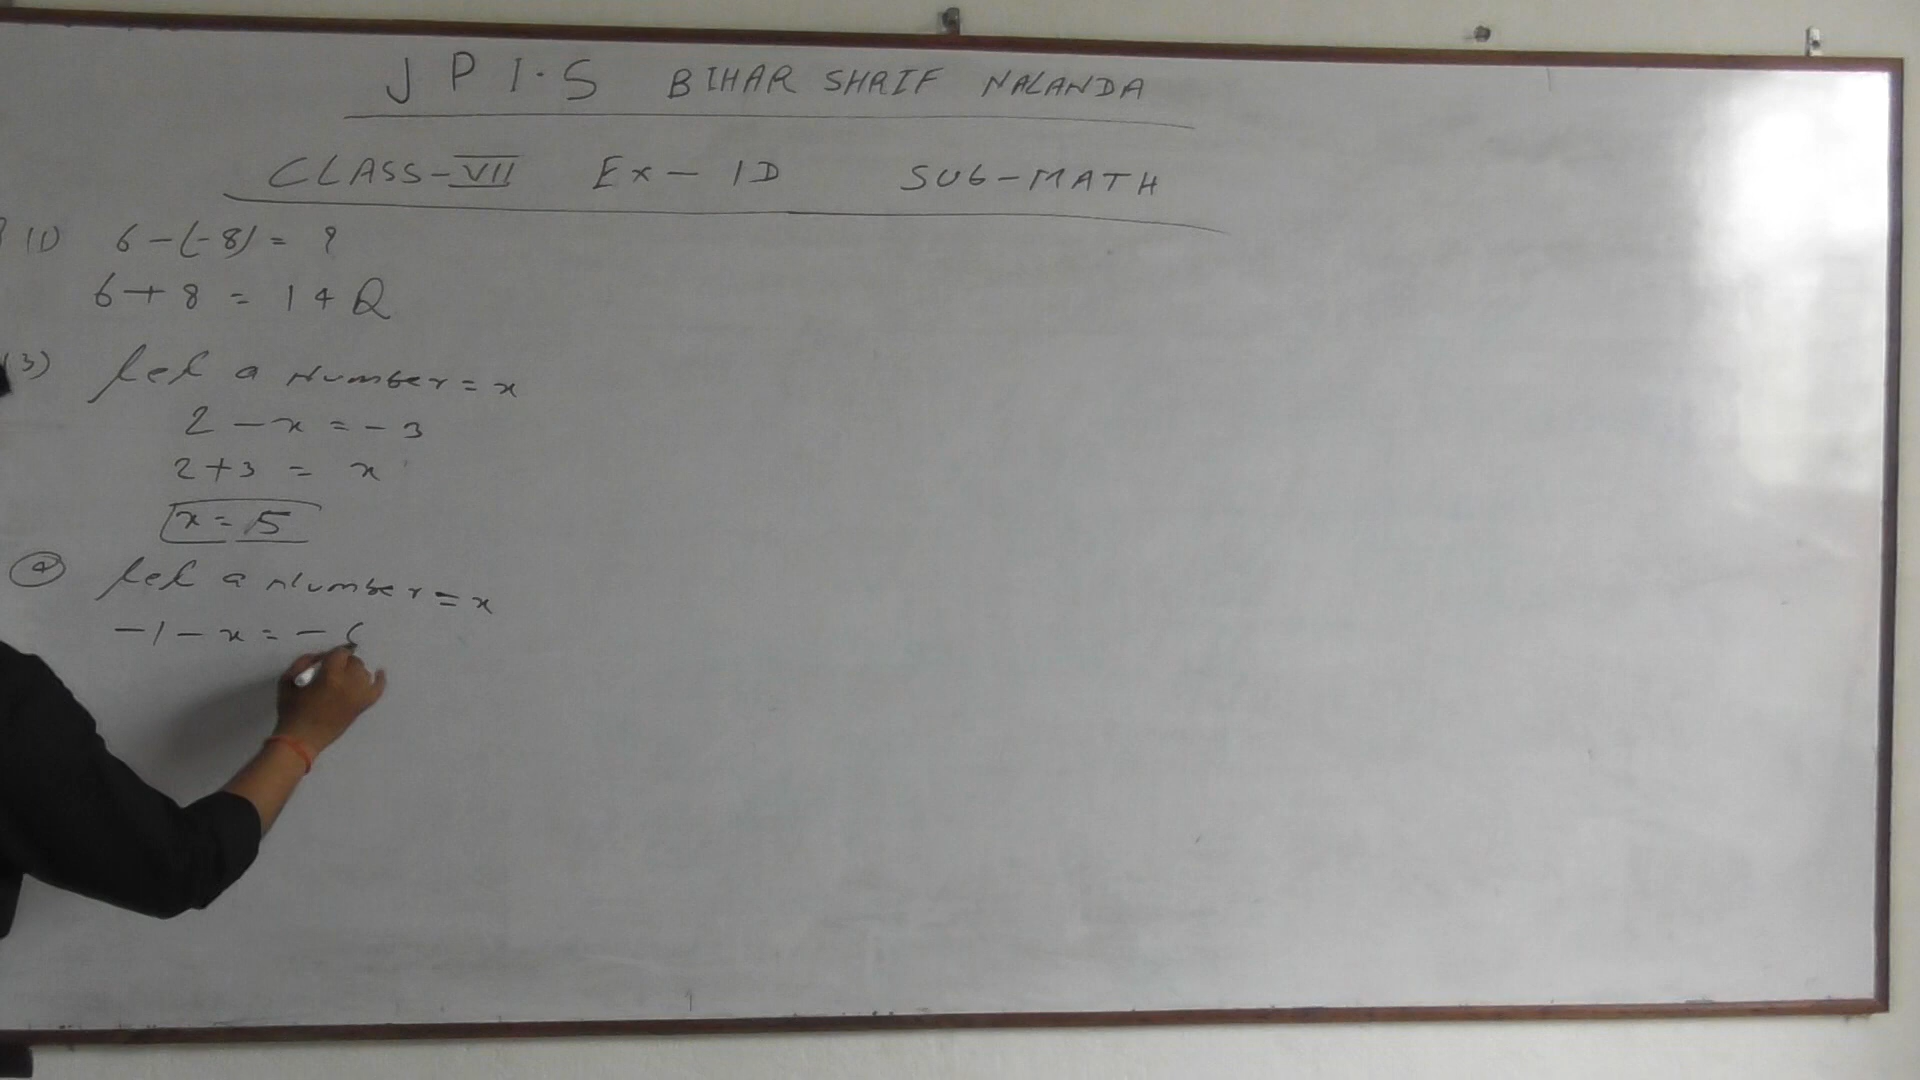 J P I.S BIHAR SHRIF NALANDA
CLASS-VII Ex- 1D SUB-MATH
(1) 6-(-8)= ?
6+8 = 14 Q
(3) Let a Number=x
2-x=-3
2+3 = x
x=5
(4) Let a Number=x
-1-x=-6